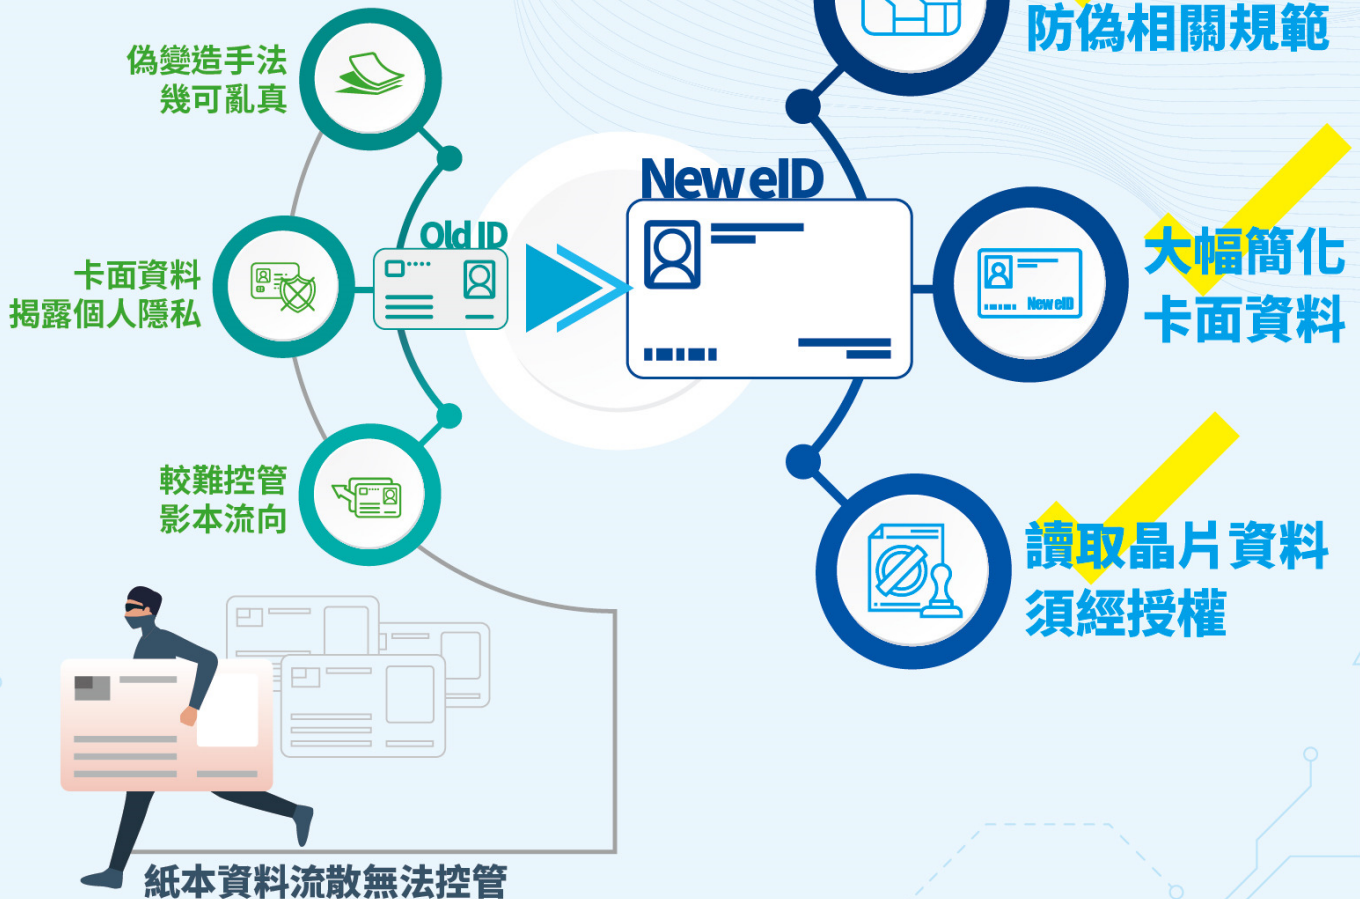 偽變造手法
幾可亂真
卡面資料
揭露個人隱私
較難控管
影本流向
Old ID
紙本資料流散無法控管
New eID
防偽相關規範
大幅簡化
卡面資料
New eID
讀取晶片資料
須經授權